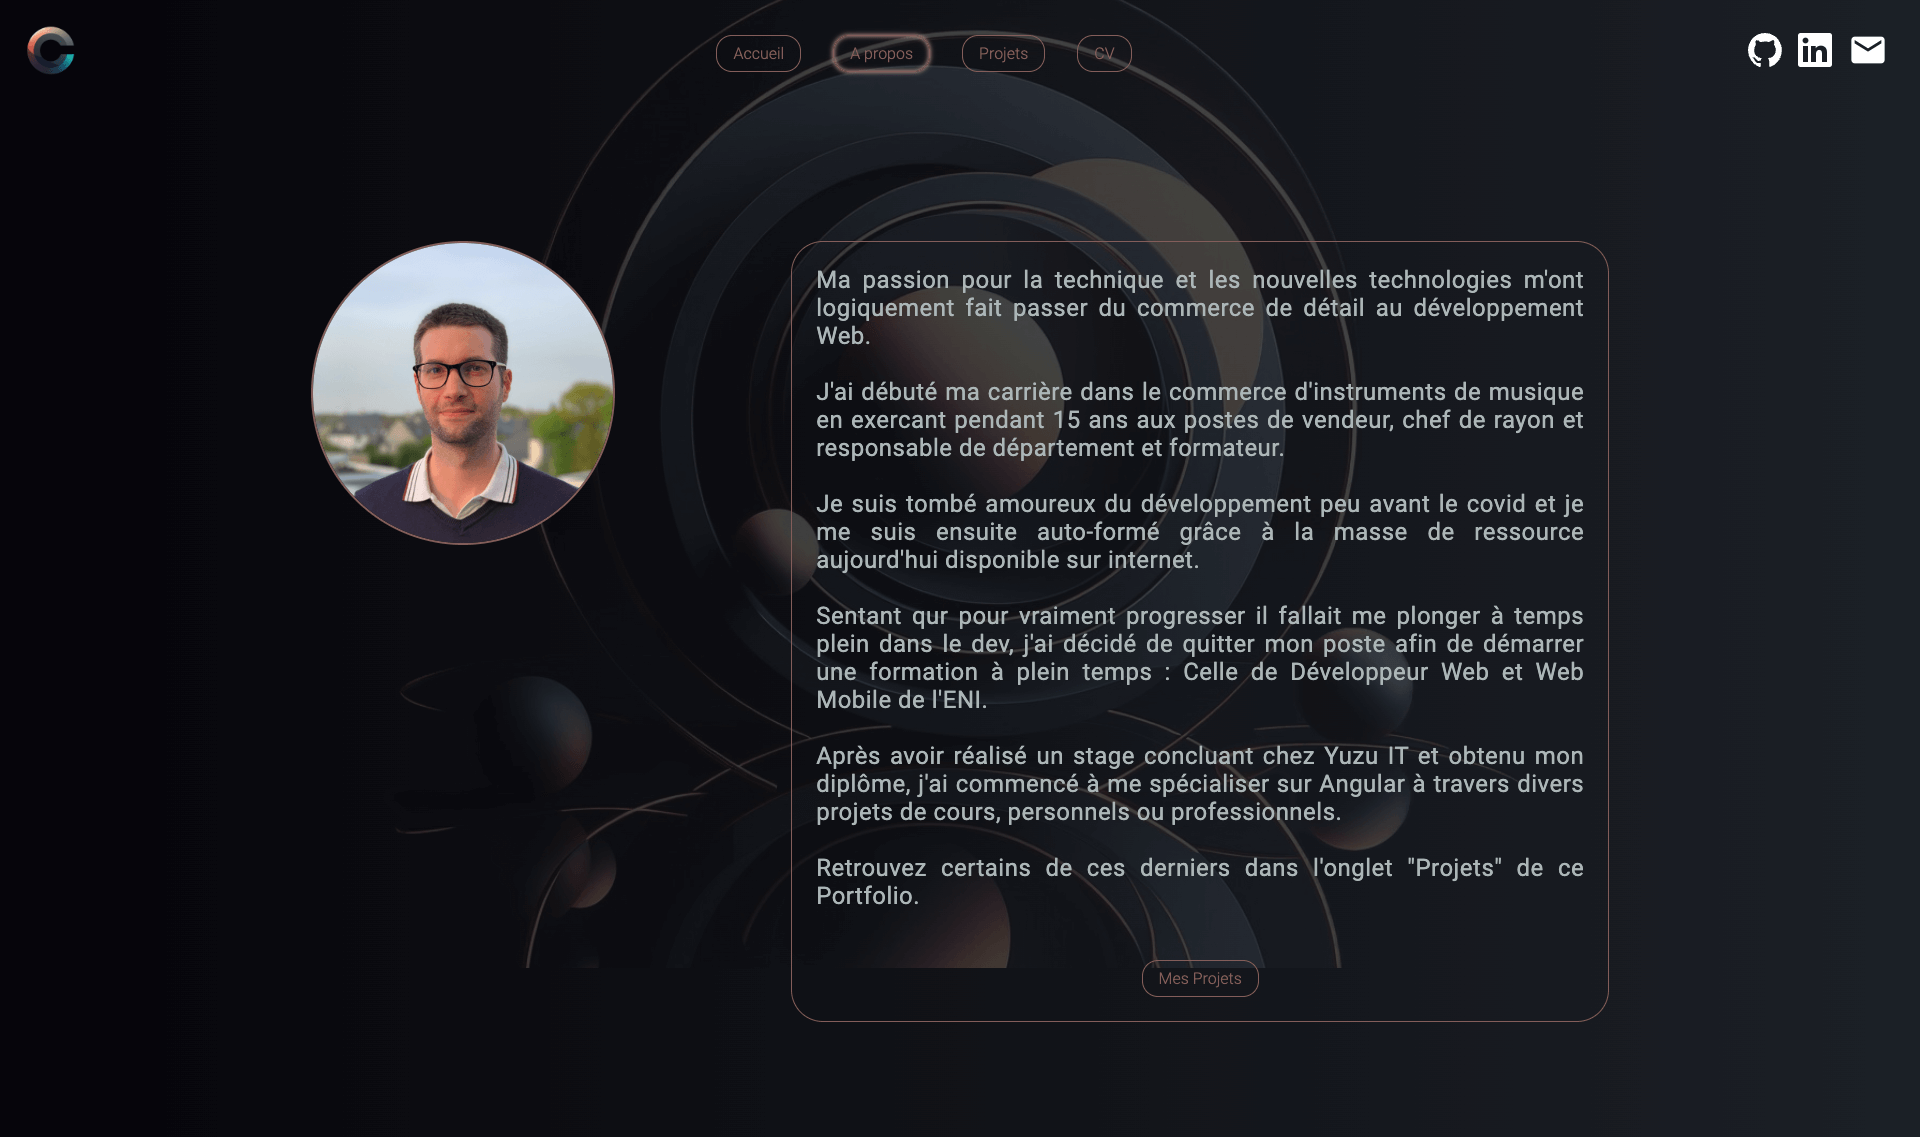 Accueil
A propos
Projets
CV
Ma passion pour la technique et les nouvelles technologies m'ont
logiquement fait passer du commerce de détail au développement
Web.
J'ai débuté ma carrière dans le commerce d'instruments de musique
en exercant pendant 15 ans aux postes de vendeur, chef de rayon et
responsable de département et formateur.
Je suis tombé amoureux du développement peu avant le covid et je
me suis ensuite auto-formé grâce à la masse de ressource
aujourd'hui disponible sur internet.
Sentant qur pour vraiment progresser il fallait me plonger à temps
plein dans le dev, j'ai décidé de quitter mon poste afin de démarrer
une formation à plein temps : Celle de Développeur Web et Web
Mobile de l'ENI.
Après avoir réalisé un stage concluant chez Yuzu IT et obtenu mon
diplôme, j'ai commencé à me spécialiser sur Angular à travers divers
projets de cours, personnels ou professionnels.
Retrouvez certains de ces derniers dans l'onglet "Projets" de ce
Portfolio.
Mes Projets